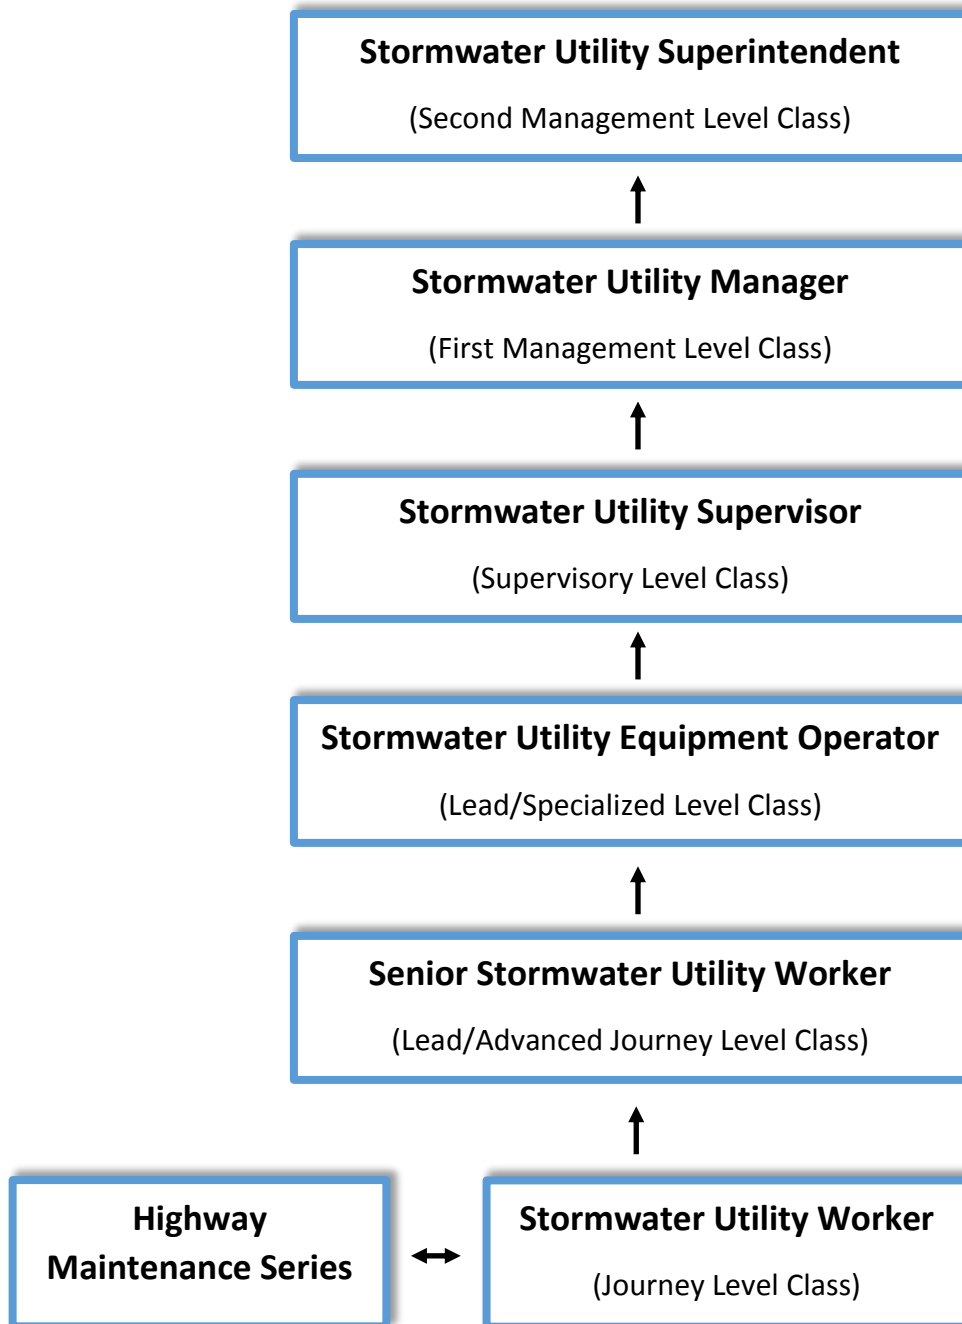 Stormwater Utility Superintendent
(Second Management Level Class)
Stormwater Utility Manager
(First Management Level Class)
Stormwater Utility Supervisor
(Supervisory Level Class)
Stormwater Utility Equipment Operator
(Lead/Specialized Level Class)
Senior Stormwater Utility Worker
(Lead/Advanced Journey Level Class)
Highway
Maintenance Series
Stormwater Utility Worker
(Journey Level Class)